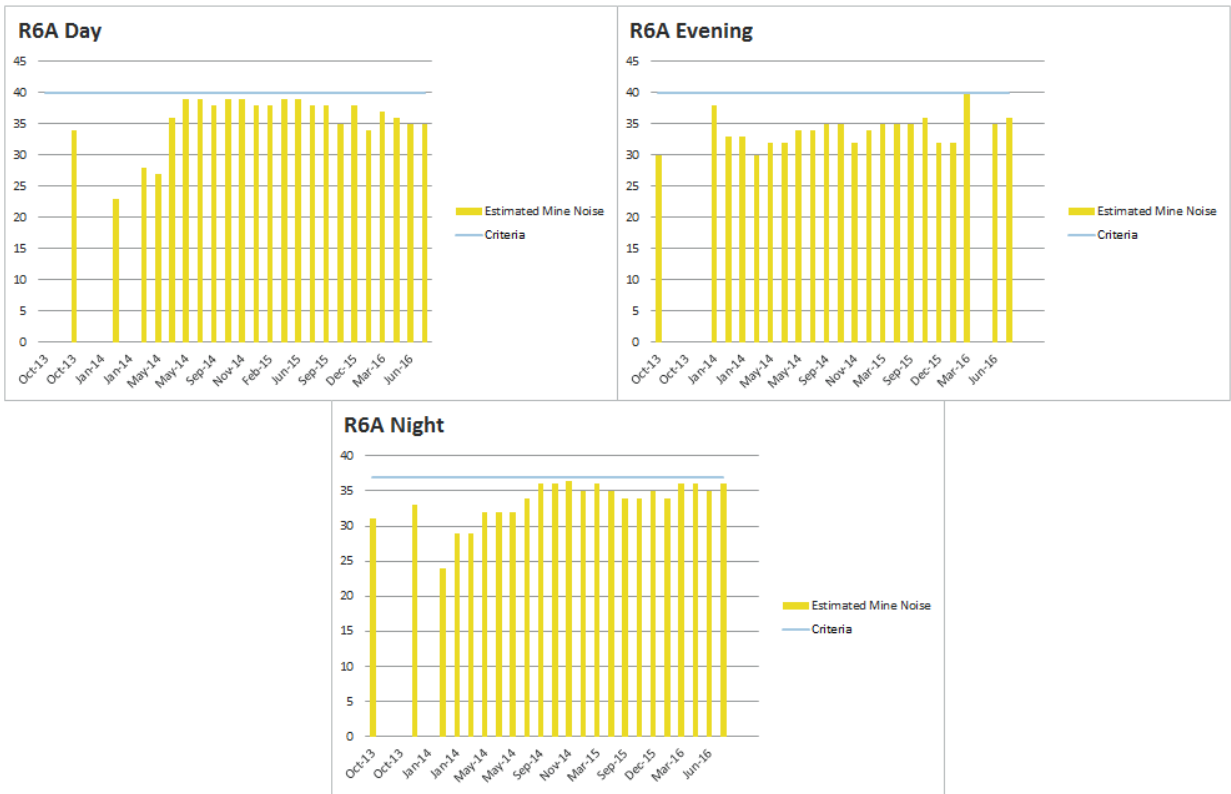 R6A Day
45
40
35
30
25
20
15
10
5
0
Oct-13
Oct-13
Jan-14
Jan-14
May-14
May-14
Sep-14
Nov-14
Feb-15
Jun-15
Sep-15
Dec-15
Mar-16
Jun-16
Estimated Mine Noise
Criteria
R6A Evening
45
40
35
30
25
20
15
10
5
0
Oct-13
Oct-13
Jan-14
Jan-14
May-14
May-14
Sep-14
Nov-14
Mar-15
Sep-15
Dec-15
Mar-16
Jun-16
Estimated Mine Noise
Criteria
R6A Night
40
35
30
25
20
15
10
5
0
Oct-13
Oct-13
Jan-14
Jan-14
May-14
May-14
Sep-14
Nov-14
Mar-15
Sep-15
Dec-15
Mar-16
Jun-16
Estimated Mine Noise
Criteria